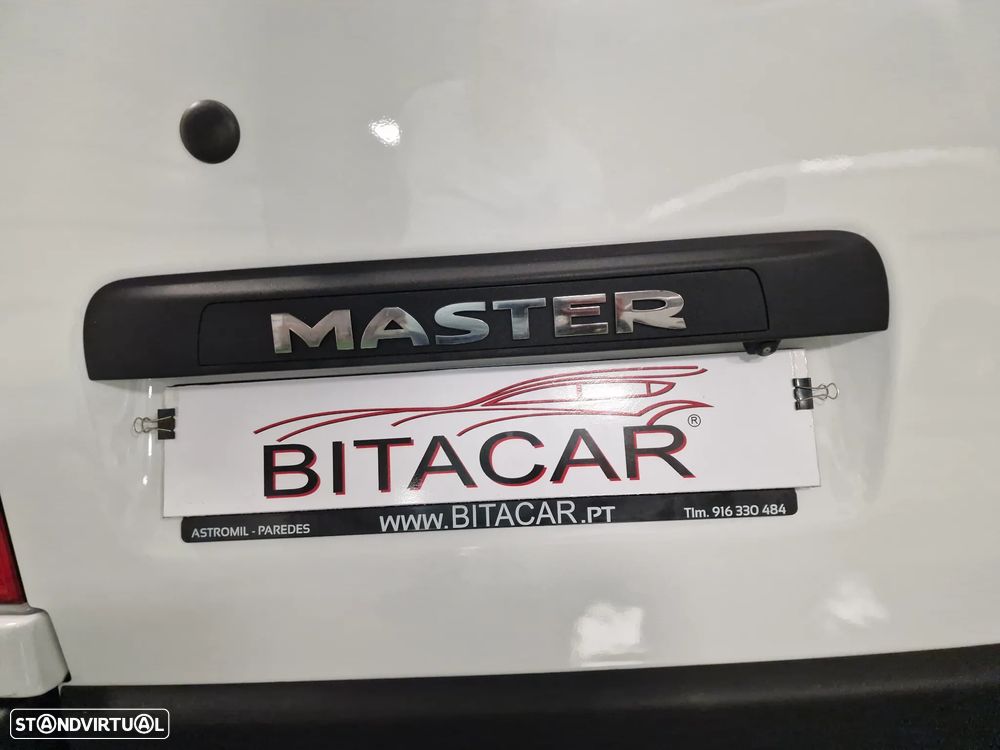 MASTER
BITACAR®
ASTROMIL - PAREDES www.BITACAR.PT Tlm. 916 330 484
STANDVIRTUAL